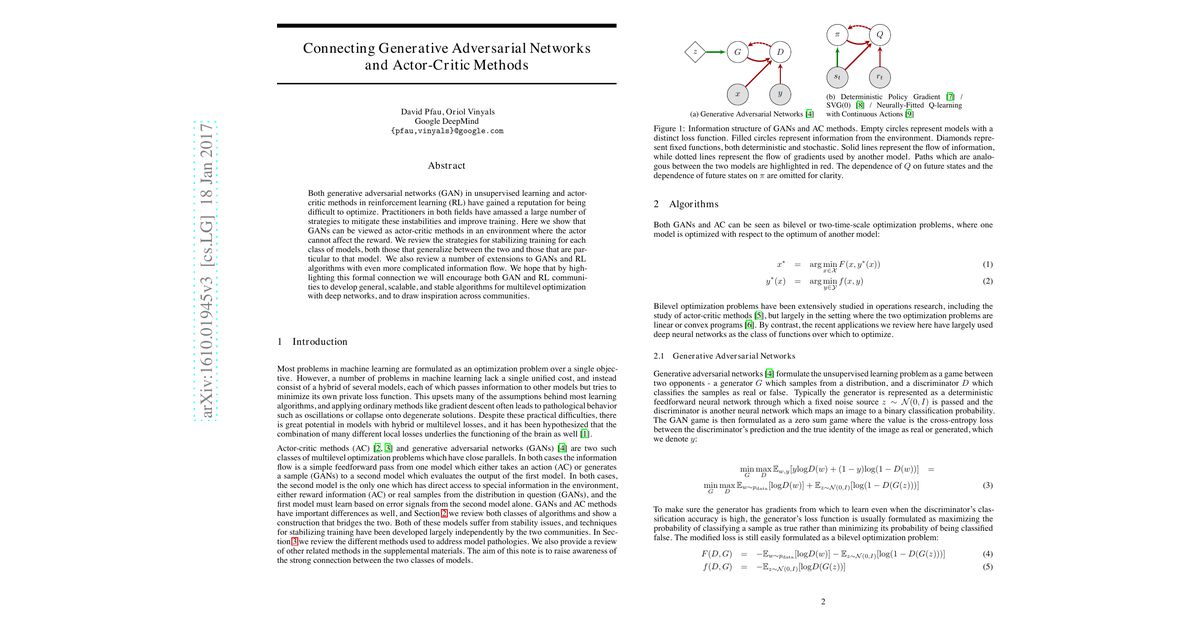 arXiv:1610.01945v3 [cs.LG] 18 Jan 2017
Connecting Generative Adversarial Networks
and Actor-Critic Methods
David Pfau, Oriol Vinyals
Google DeepMind
{pfau,vinyals}@google.com
Abstract
Both generative adversarial networks (GAN) in unsupervised learning and actor-
critic methods in reinforcement learning (RL) have gained a reputation for being
difficult to optimize. Practitioners in both fields have amassed a large number of
strategies to mitigate these instabilities and improve training. Here we show that
GANs can be viewed as actor-critic methods in an environment where the actor
cannot affect the reward. We review the strategies for stabilizing training for each
class of models, both those that generalize between the two and those that are par-
ticular to that model. We also review a number of extensions to GANs and RL
algorithms with even more complicated information flow. We hope that by high-
lighting this formal connection we will encourage both GAN and RL communi-
ties to develop general, scalable, and stable algorithms for multilevel optimization
with deep networks, and to draw inspiration across communities.
1 Introduction
Most problems in machine learning are formulated as an optimization problem over a single objec-
tive. However, a number of problems in machine learning lack a single unified cost, and instead
consist of a hybrid of several models, each of which passes information to other models but tries to
minimize its own private loss function. This upsets many of the assumptions behind most learning
algorithms, and applying ordinary methods like gradient descent often leads to pathological behavior
such as oscillations or collapse onto degenerate solutions. Despite these practical difficulties, there
is great potential in models with hybrid or multilevel losses, and it has been hypothesized that the
combination of many different local losses underlies the functioning of the brain as well [1].
Actor-critic methods (AC) [2, 3] and generative adversarial networks (GANs) [4] are two such
classes of multilevel optimization problems which have close parallels. In both cases the information
flow is a simple feedforward pass from one model which either takes an action (AC) or generates
a sample (GANs) to a second model which evaluates the output of the first model. In both cases,
the second model is the only one which has direct access to special information in the environment,
either reward information (AC) or real samples from the distribution in question (GANs), and the
first model must learn based on error signals from the second model alone. GANs and AC methods
have important differences as well, and Section 2 we review both classes of algorithms and show a
construction that bridges the two. Both of these models suffer from stability issues, and techniques
for stabilizing training have been developed largely independently by the two communities. In Sec-
tion 3 we review the different methods used to address model pathologies. We also provide a review
of other related methods in the supplemental materials. The aim of this note is to raise awareness of
the strong connection between the two classes of models.
z G D
x y
(a) Generative Adversarial Networks [4]
π Q
s_t r_t
(b) Deterministic Policy Gradient [7] /
SVG(0) [8] / Neurally-Fitted Q-learning
with Continuous Actions [9]
Figure 1: Information structure of GANs and AC methods. Empty circles represent models with a
distinct loss function. Filled circles represent information from the environment. Diamonds repre-
sent fixed functions, both deterministic and stochastic. Solid lines represent the flow of information,
while dotted lines represent the flow of gradients used by another model. Paths which are analo-
gous between the two models are highlighted in red. The dependence of Q on future states and the
dependence of future states on π are omitted for clarity.
2 Algorithms
Both GANs and AC can be seen as bilevel or two-time-scale optimization problems, where one
model is optimized with respect to the optimum of another model:
x* = arg min_{x∈𝒳} F(x, y*(x)) (1)
y*(x) = arg min_{y∈𝒴} f(x, y) (2)
Bilevel optimization problems have been extensively studied in operations research, including the
study of actor-critic methods [5], but largely in the setting where the two optimization problems are
linear or convex programs [6]. By contrast, the recent applications we review here have largely used
deep neural networks as the class of functions over which to optimize.
2.1 Generative Adversarial Networks
Generative adversarial networks [4] formulate the unsupervised learning problem as a game between
two opponents - a generator G which samples from a distribution, and a discriminator D which
classifies the samples as real or false. Typically the generator is represented as a deterministic
feedforward neural network through which a fixed noise source z ∼ 𝒩(0, I) is passed and the
discriminator is another neural network which maps an image to a binary classification probability.
The GAN game is then formulated as a zero sum game where the value is the cross-entropy loss
between the discriminator's prediction and the true identity of the image as real or generated, which
we denote y:
min_G max_D 𝔼_{w,y}[ylogD(w) + (1 − y)log(1 − D(w))] =
min_G max_D 𝔼_{w∼p_data}[logD(w)] + 𝔼_{z∼𝒩(0,I)}[log(1 − D(G(z)))] (3)
To make sure the generator has gradients from which to learn even when the discriminator's clas-
sification accuracy is high, the generator's loss function is usually formulated as maximizing the
probability of classifying a sample as true rather than minimizing its probability of being classified
false. The modified loss is still easily formulated as a bilevel optimization problem:
F(D, G) = −𝔼_{w∼p_data}[logD(w)] − 𝔼_{z∼𝒩(0,I)}[log(1 − D(G(z)))] (4)
f(D, G) = −𝔼_{z∼𝒩(0,I)}[logD(G(z))] (5)
2